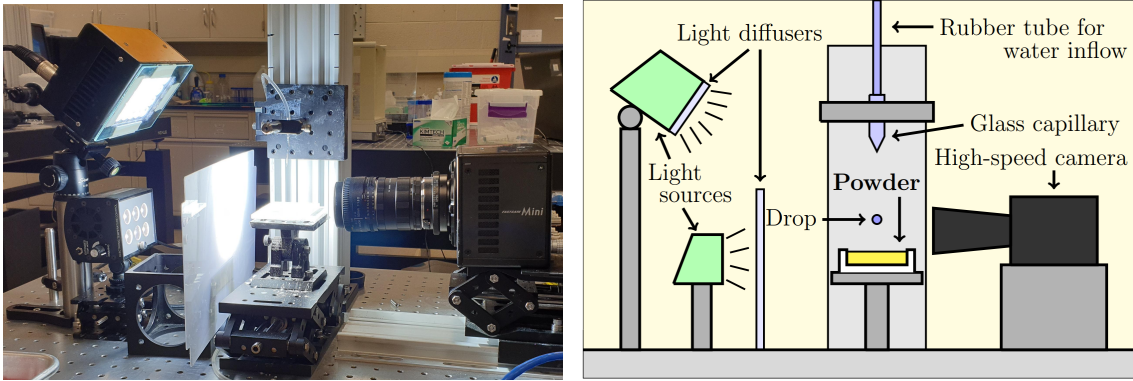 Mini
KIMTECH
Light diffusers
Rubber tube for
water inflow
Glass capillary
High-speed camera
Light
sources
Powder
Drop